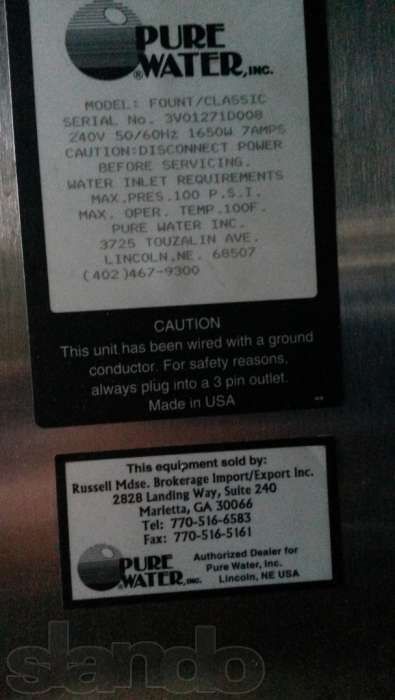 PURE
®WATER, INC.
MODEL: FOUNT/CLASSIC
SERIAL No. 3V01271D008
240V 50/60Hz 1650W 7AMPS
CAUTION:DISCONNECT POWER
BEFORE SERVICING.
WATER INLET REQUIREMENTS
MAX.PRES.100 P.S.I.
MAX. OPER. TEMP.100F.
PURE WATER INC.
3725 TOUZALIN AVE.
LINCOLN,NE. 68507
(402)467-9300
CAUTION
This unit has been wired with a ground
conductor. For safety reasons,
always plug into a 3 pin outlet.
Made in USA
This equipment sold by:
Russell Mdse. Brokerage Import/Export Inc.
2828 Landing Way, Suite 240
Marietta, GA 30066
Tel: 770-516-6583
Fax: 770-516-5161
PURE
®WATER, INC.
Authorized Dealer for
Pure Water, Inc.
Lincoln, NE USA
slando